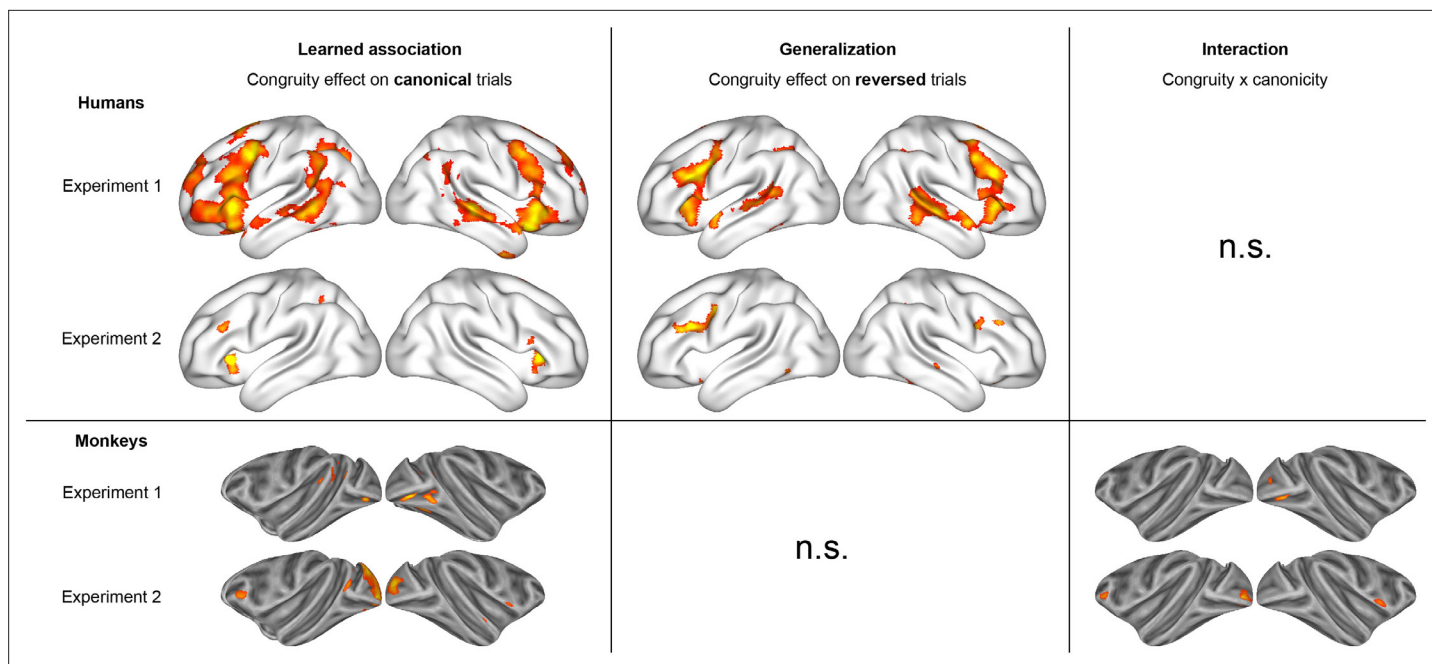 Learned association
Generalization
Interaction
Congruity effect on canonical trials
Congruity effect on reversed trials
Congruity x canonicity
Humans
Experiment 1
n.s.
Experiment 2
Monkeys
Experiment 1
n.s.
Experiment 2